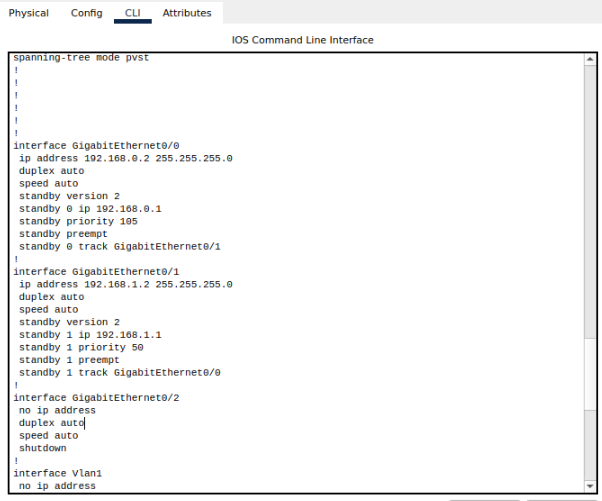 Physical Config CLI Attributes
IOS Command Line Interface
spanning-tree mode pvst
!
!
!
!
!
!
interface GigabitEthernet0/0
 ip address 192.168.0.2 255.255.255.0
 duplex auto
 speed auto
 standby version 2
 standby 0 ip 192.168.0.1
 standby priority 105
 standby preempt
 standby 0 track GigabitEthernet0/1
!
interface GigabitEthernet0/1
 ip address 192.168.1.2 255.255.255.0
 duplex auto
 speed auto
 standby version 2
 standby 1 ip 192.168.1.1
 standby 1 priority 50
 standby 1 preempt
 standby 1 track GigabitEthernet0/0
!
interface GigabitEthernet0/2
 no ip address
 duplex auto
 speed auto
 shutdown
!
interface Vlan1
 no ip address